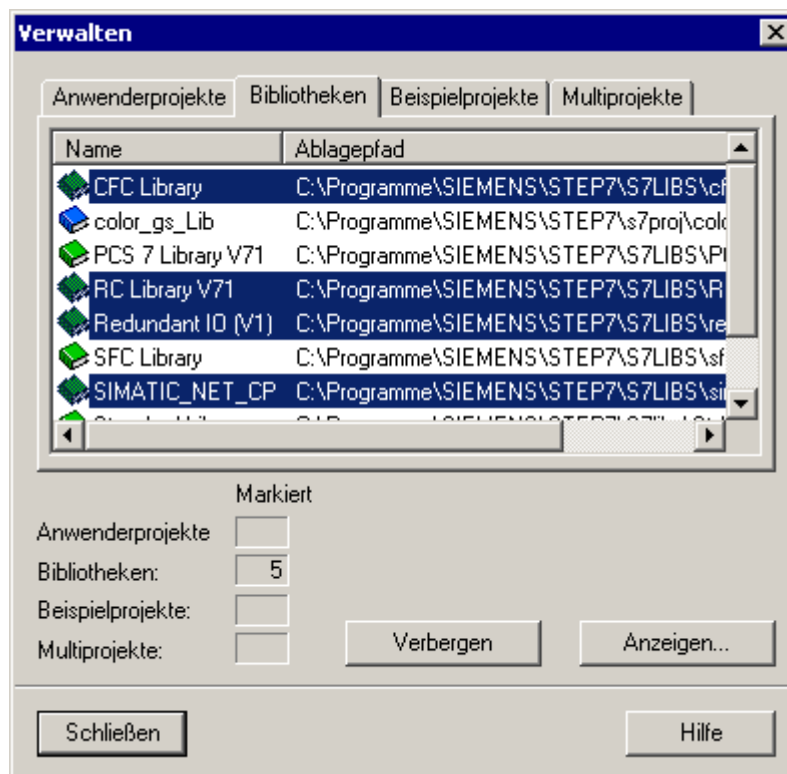 Verwalten
Anwenderprojekte Bibliotheken Beispielprojekte Multiprojekte
Name Ablagepfad
CFC Library C:\Programme\SIEMENS\STEP7\S7LIBS\cf
color_gs_Lib C:\Programme\SIEMENS\STEP7\s7proj\colo
PCS 7 Library V71 C:\Programme\SIEMENS\STEP7\S7LIBS\P
RC Library V71 C:\Programme\SIEMENS\STEP7\S7LIBS\R
Redundant IO (V1) C:\Programme\SIEMENS\STEP7\S7LIBS\re
SFC Library C:\Programme\SIEMENS\STEP7\S7LIBS\sf
SIMATIC_NET_CP C:\Programme\SIEMENS\STEP7\S7LIBS\si
Markiert
Anwenderprojekte
Bibliotheken: 5
Beispielprojekte:
Multiprojekte:
Verbergen Anzeigen...
Schließen Hilfe